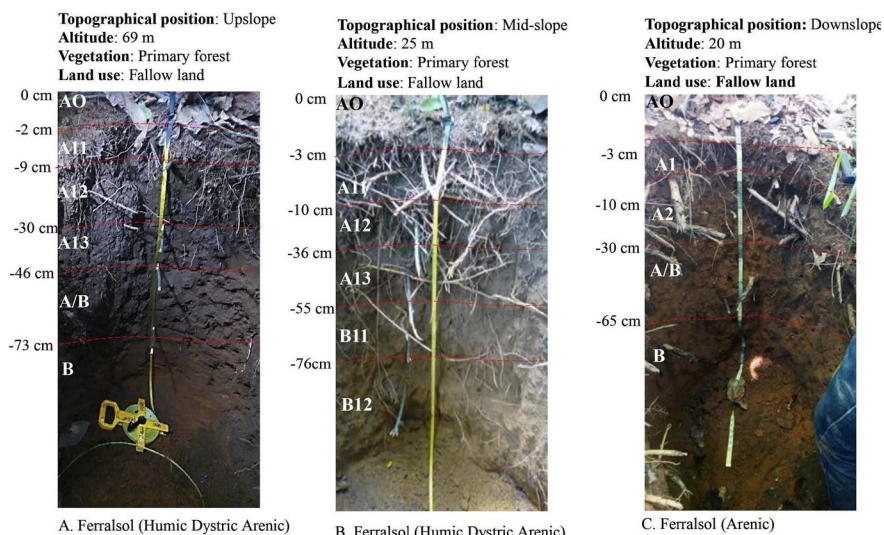 Topographical position: Upslope
Altitude: 69 m
Vegetation: Primary forest
Land use: Fallow land
0 cm
AO
-2 cm
A11
-9 cm
A12
-30 cm
A13
-46 cm
A/B
-73 cm
B
A. Ferralsol (Humic Dystric Arenic)
Topographical position: Mid-slope
Altitude: 25 m
Vegetation: Primary forest
Land use: Fallow land
0 cm
AO
-3 cm
A11
-10 cm
A12
-36 cm
A13
-55 cm
B11
-76cm
B12
B. Ferralsol (Humic Dystric Arenic)
Topographical position: Downslope
Altitude: 20 m
Vegetation: Primary forest
Land use: Fallow land
0 cm
AO
-3 cm
A1
-10 cm
A2
-30 cm
A/B
-65 cm
B
C. Ferralsol (Arenic)